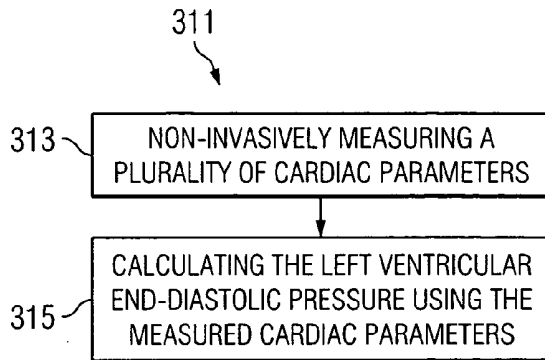 311
313
NON-INVASIVELY MEASURING A
PLURALITY OF CARDIAC PARAMETERS
315
CALCULATING THE LEFT VENTRICULAR
END-DIASTOLIC PRESSURE USING THE
MEASURED CARDIAC PARAMETERS